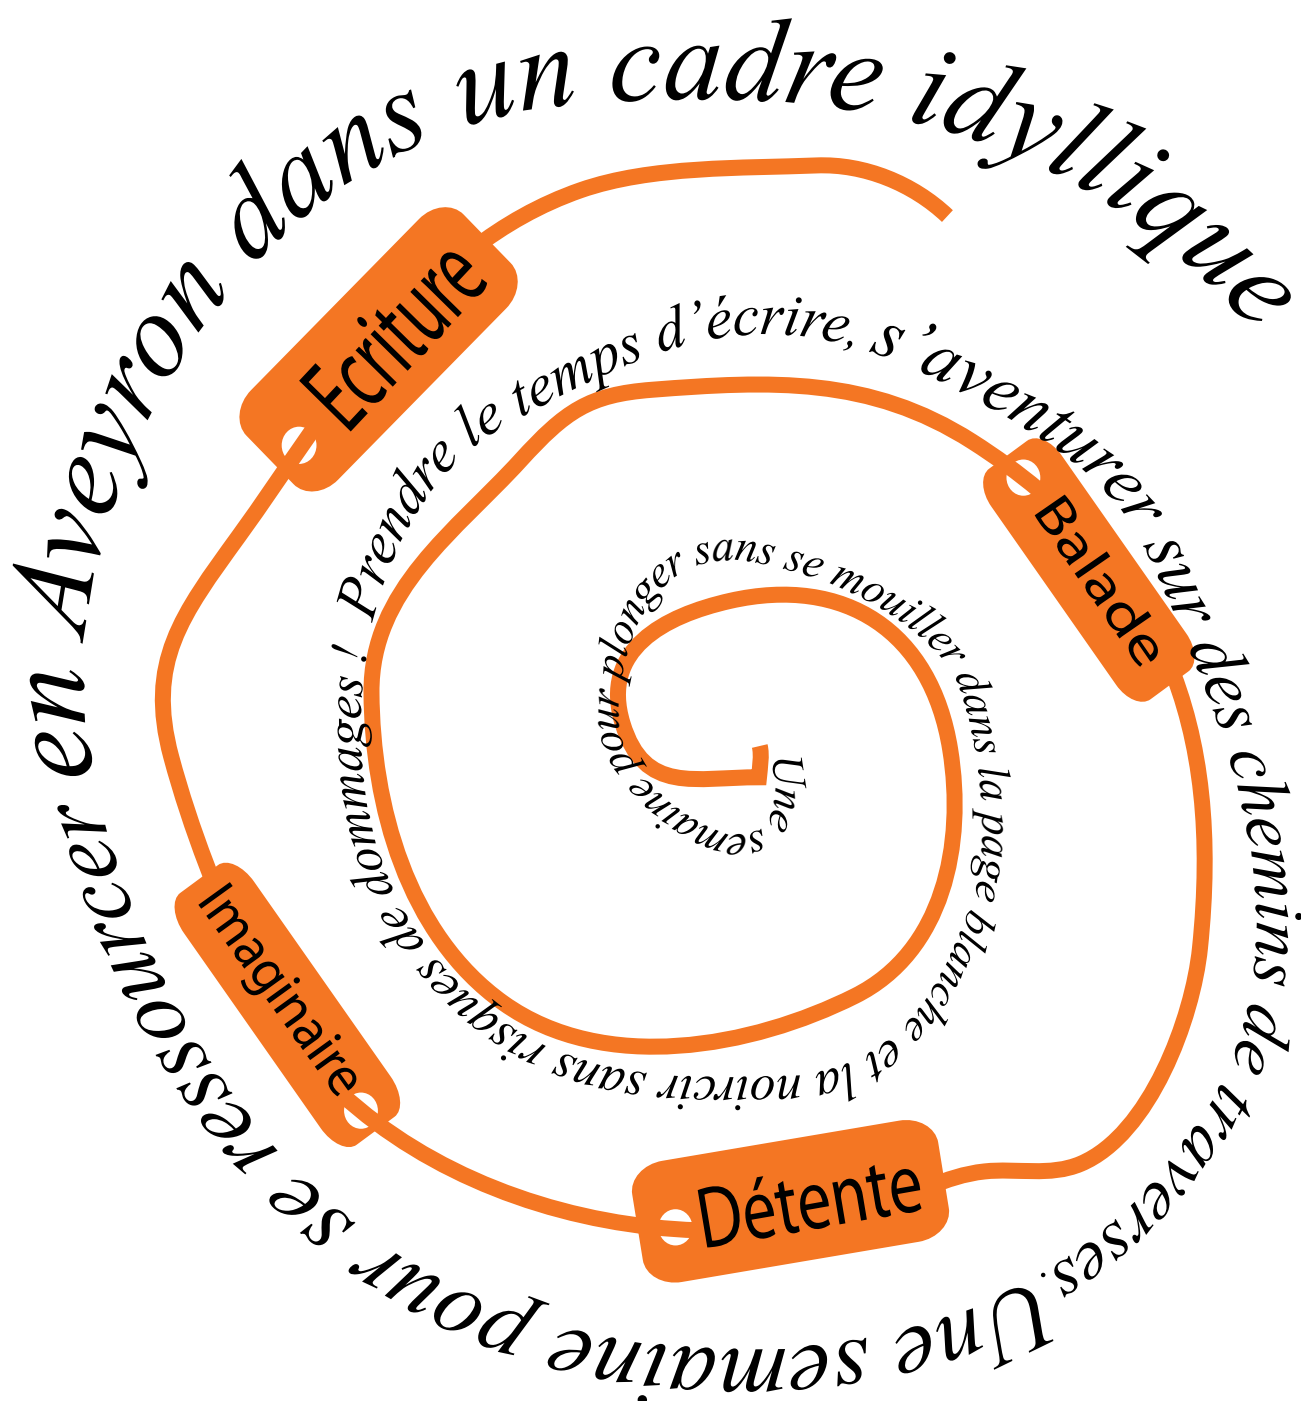 Une semaine pour plonger sans se mouiller dans la page blanche et la noircir sans risques de dommages ! Prendre le temps d’écrire, s’aventurer sur des chemins de traverses. Une semaine pour se ressourcer en Aveyron dans un cadre idyllique
Ecriture
Balade
Imaginaire
Détente